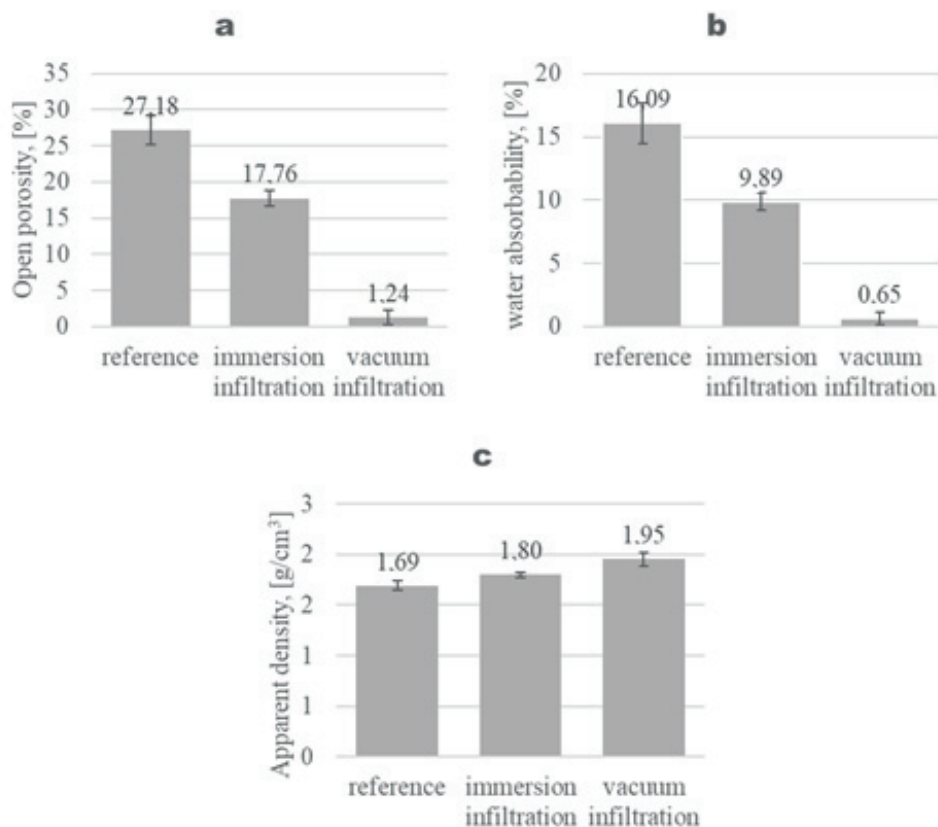 a
Open porosity, [%]
35
30
25
20
15
10
5
0
27,18
17,76
1,24
reference
immersion
infiltration
vacuum
infiltration
b
water absorbability, [%]
20
15
10
5
0
16,09
9,89
0,65
reference
immersion
infiltration
vacuum
infiltration
c
Apparent density, [g/cm³]
3
2
2
1
1
0
1,69
1,80
1,95
reference
immersion
infiltration
vacuum
infiltration